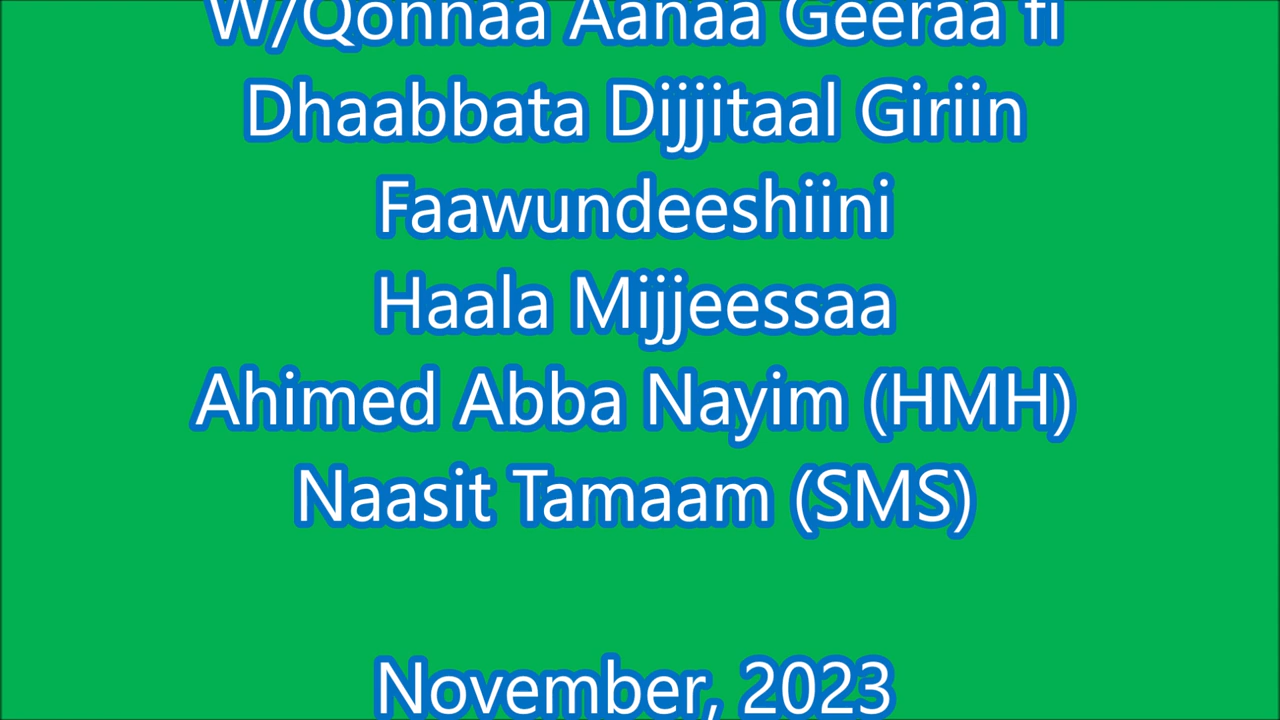 W/Qonnaa Aanaa Geeraa fi
Dhaabbata Dijjitaal Giriin
Faawundeeshiini
Haala Mijjeessaa
Ahimed Abba Nayim (HMH)
Naasit Tamaam (SMS)
November, 2023